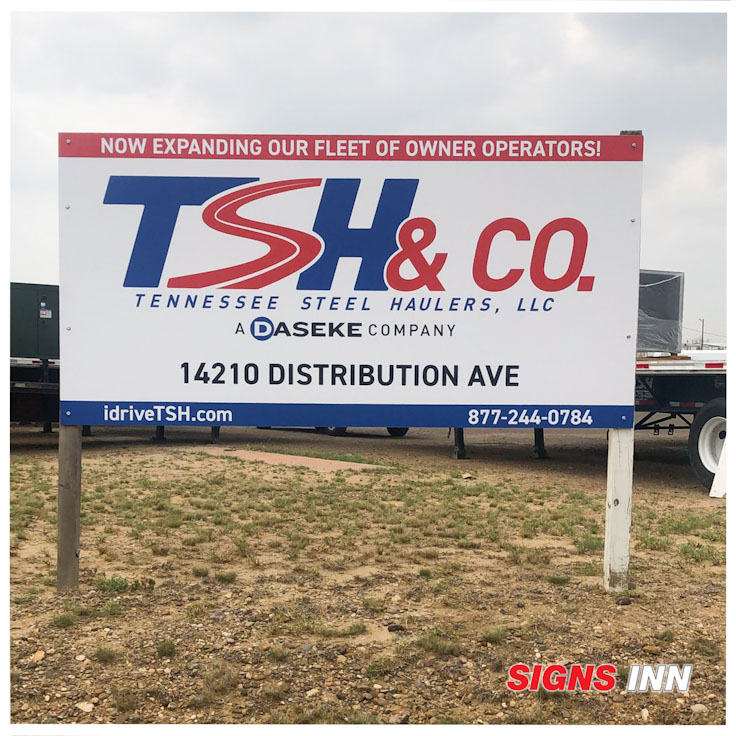 NOW EXPANDING OUR FLEET OF OWNER OPERATORS!
TSH & CO.
TENNESSEE STEEL HAULERS, LLC
A DASEKE COMPANY
14210 DISTRIBUTION AVE
idriveTSH.com 877-244-0784
SIGNS INN